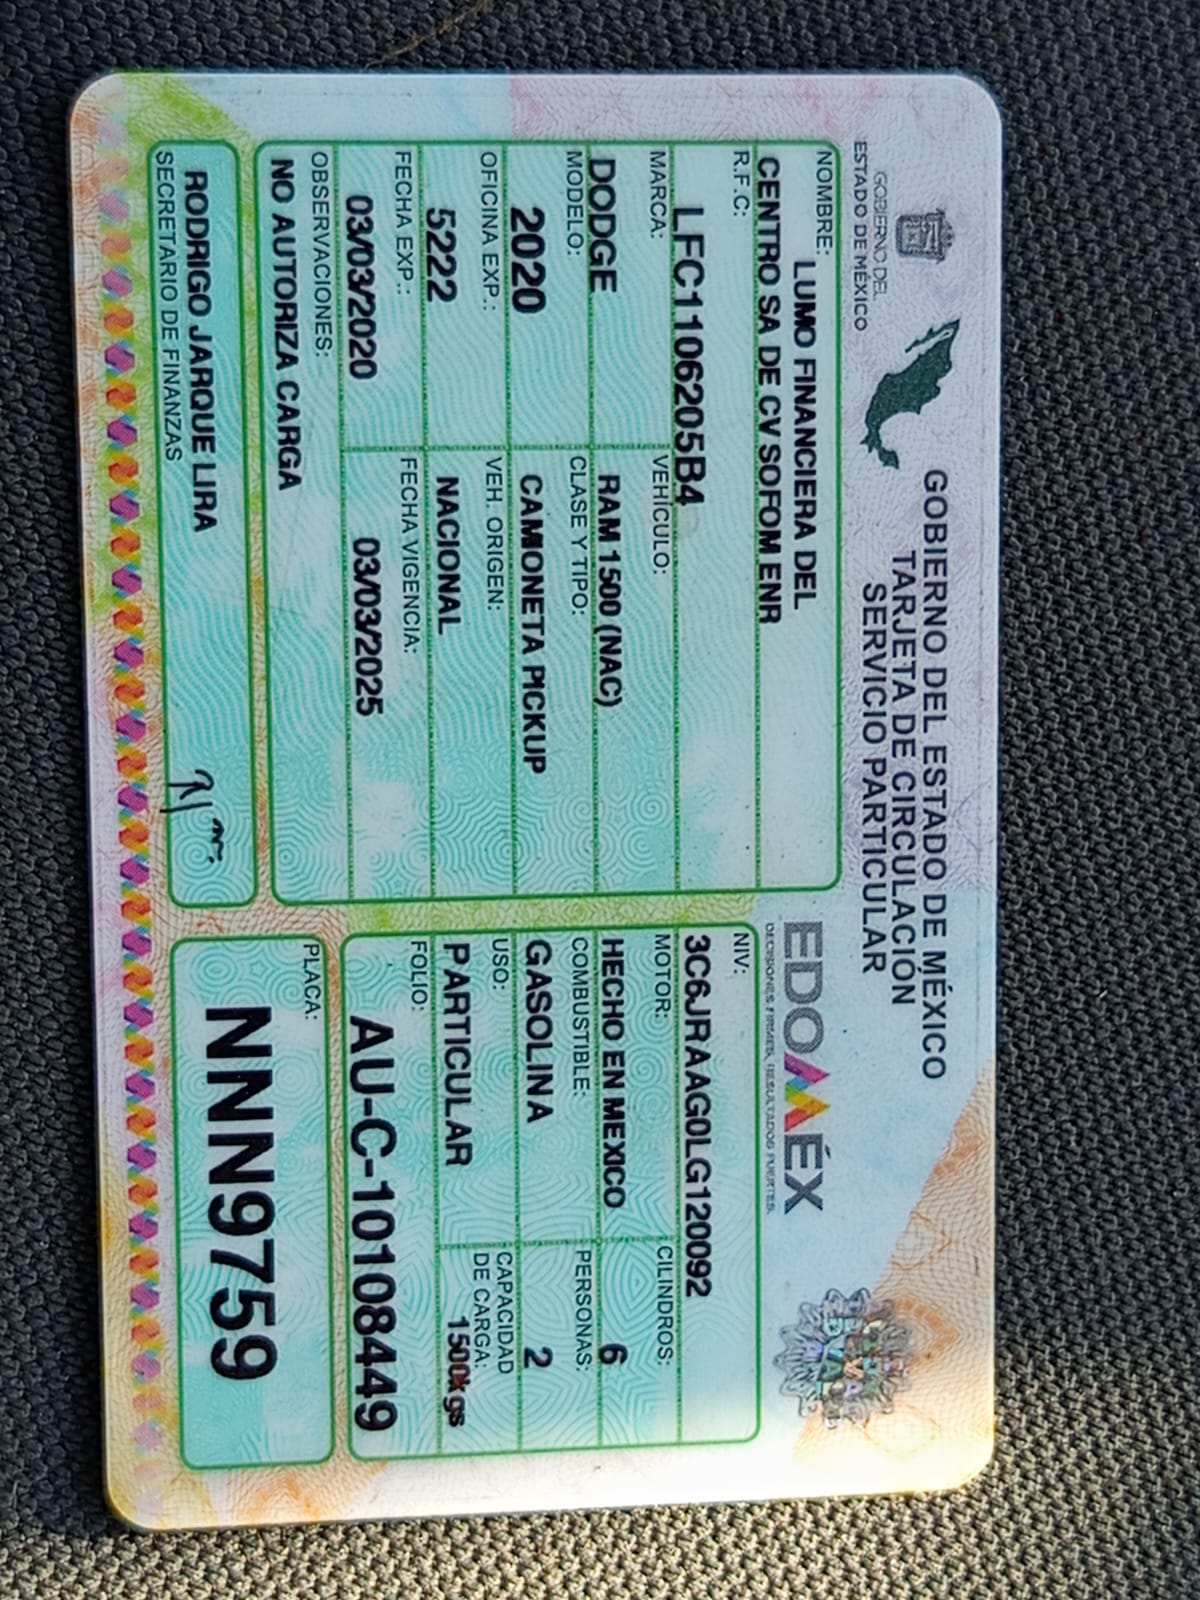 GOBIERNO DEL
ESTADO DE MÉXICO
GOBIERNO DEL ESTADO DE MÉXICO
TARJETA DE CIRCULACIÓN
SERVICIO PARTICULAR
EDOMÉX
DECISIONES FIRMES, RESULTADOS FUERTES.
NOMBRE: LUMO FINANCIERA DEL
CENTRO SA DE CV SOFOM ENR
R.F.C:
LFC1106205B4
MARCA: VEHÍCULO:
DODGE RAM 1500 (NAC)
MODELO: CLASE Y TIPO:
2020 CAMIONETA PICKUP
OFICINA EXP.: VEH. ORIGEN:
5222 NACIONAL
FECHA EXP.: FECHA VIGENCIA:
03/03/2020 03/03/2025
OBSERVACIONES:
NO AUTORIZA CARGA
RODRIGO JARQUE LIRA
SECRETARIO DE FINANZAS
NIV:
3C6JRAAG0LG120092
MOTOR: CILINDROS:
HECHO EN MEXICO 6
COMBUSTIBLE: PERSONAS:
GASOLINA 2
USO: CAPACIDAD DE CARGA:
PARTICULAR 1500kgs
FOLIO:
AU-C-10108449
PLACA:
NNN9759